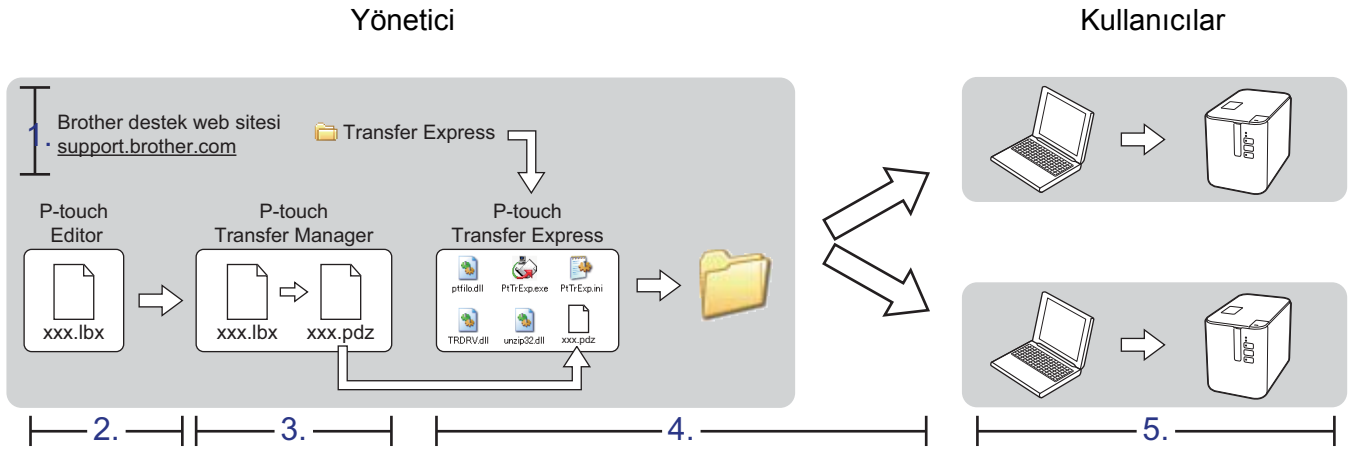 Yönetici
Kullanıcılar
1.
Brother destek web sitesi
support.brother.com
Transfer Express
P-touch
Editor
xxx.lbx
P-touch
Transfer Manager
xxx.lbx
xxx.pdz
P-touch
Transfer Express
ptfilo.dll
PtTrExp.exe
PtTrExp.ini
TRDRV.dll
unzip32.dll
xxx.pdz
2.
3.
4.
5.